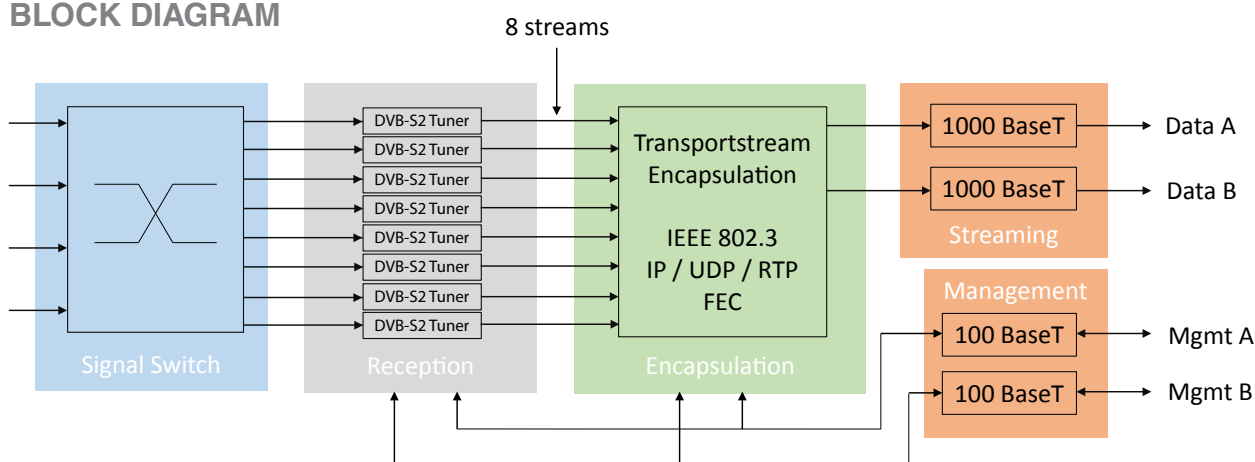 BLOCK DIAGRAM
8 streams
DVB-S2 Tuner
DVB-S2 Tuner
DVB-S2 Tuner
DVB-S2 Tuner
DVB-S2 Tuner
DVB-S2 Tuner
DVB-S2 Tuner
DVB-S2 Tuner
Transportstream
Encapsulation
IEEE 802.3
IP / UDP / RTP
FEC
1000 BaseT
Data A
1000 BaseT
Data B
Streaming
Management
100 BaseT
Mgmt A
100 BaseT
Mgmt B
Signal Switch
Reception
Encapsulation